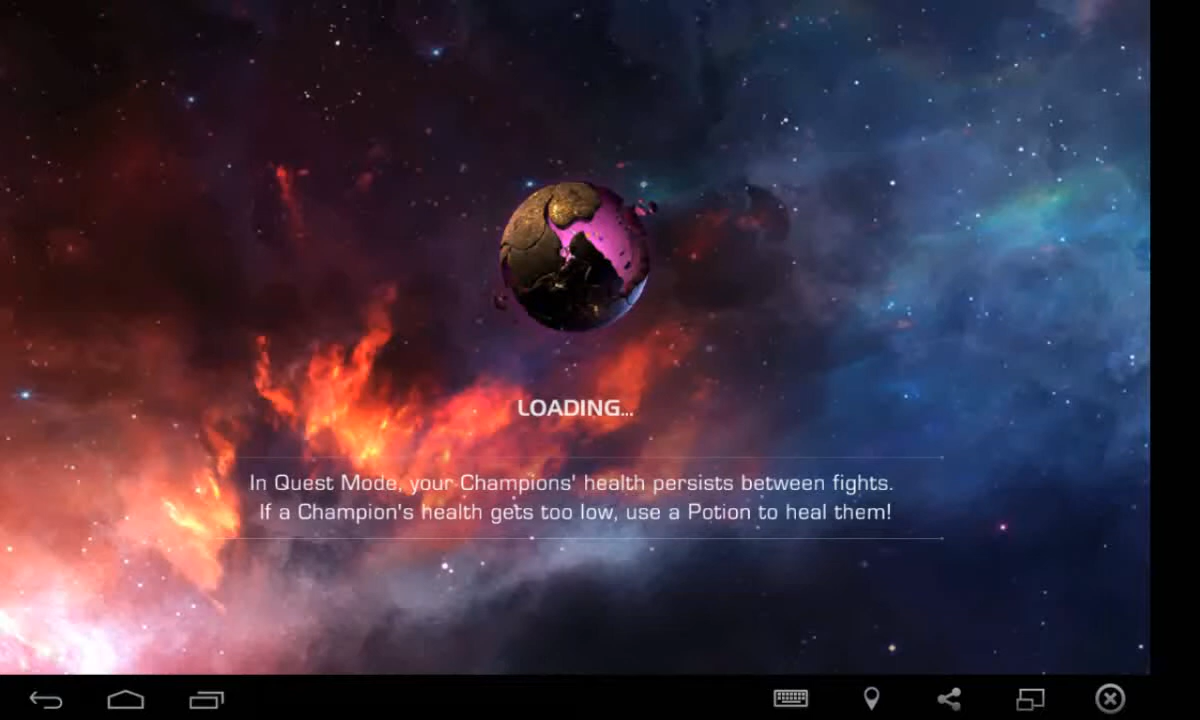 LOADING...
In Quest Mode, your Champions' health persists between fights.
If a Champion's health gets too low, use a Potion to heal them!